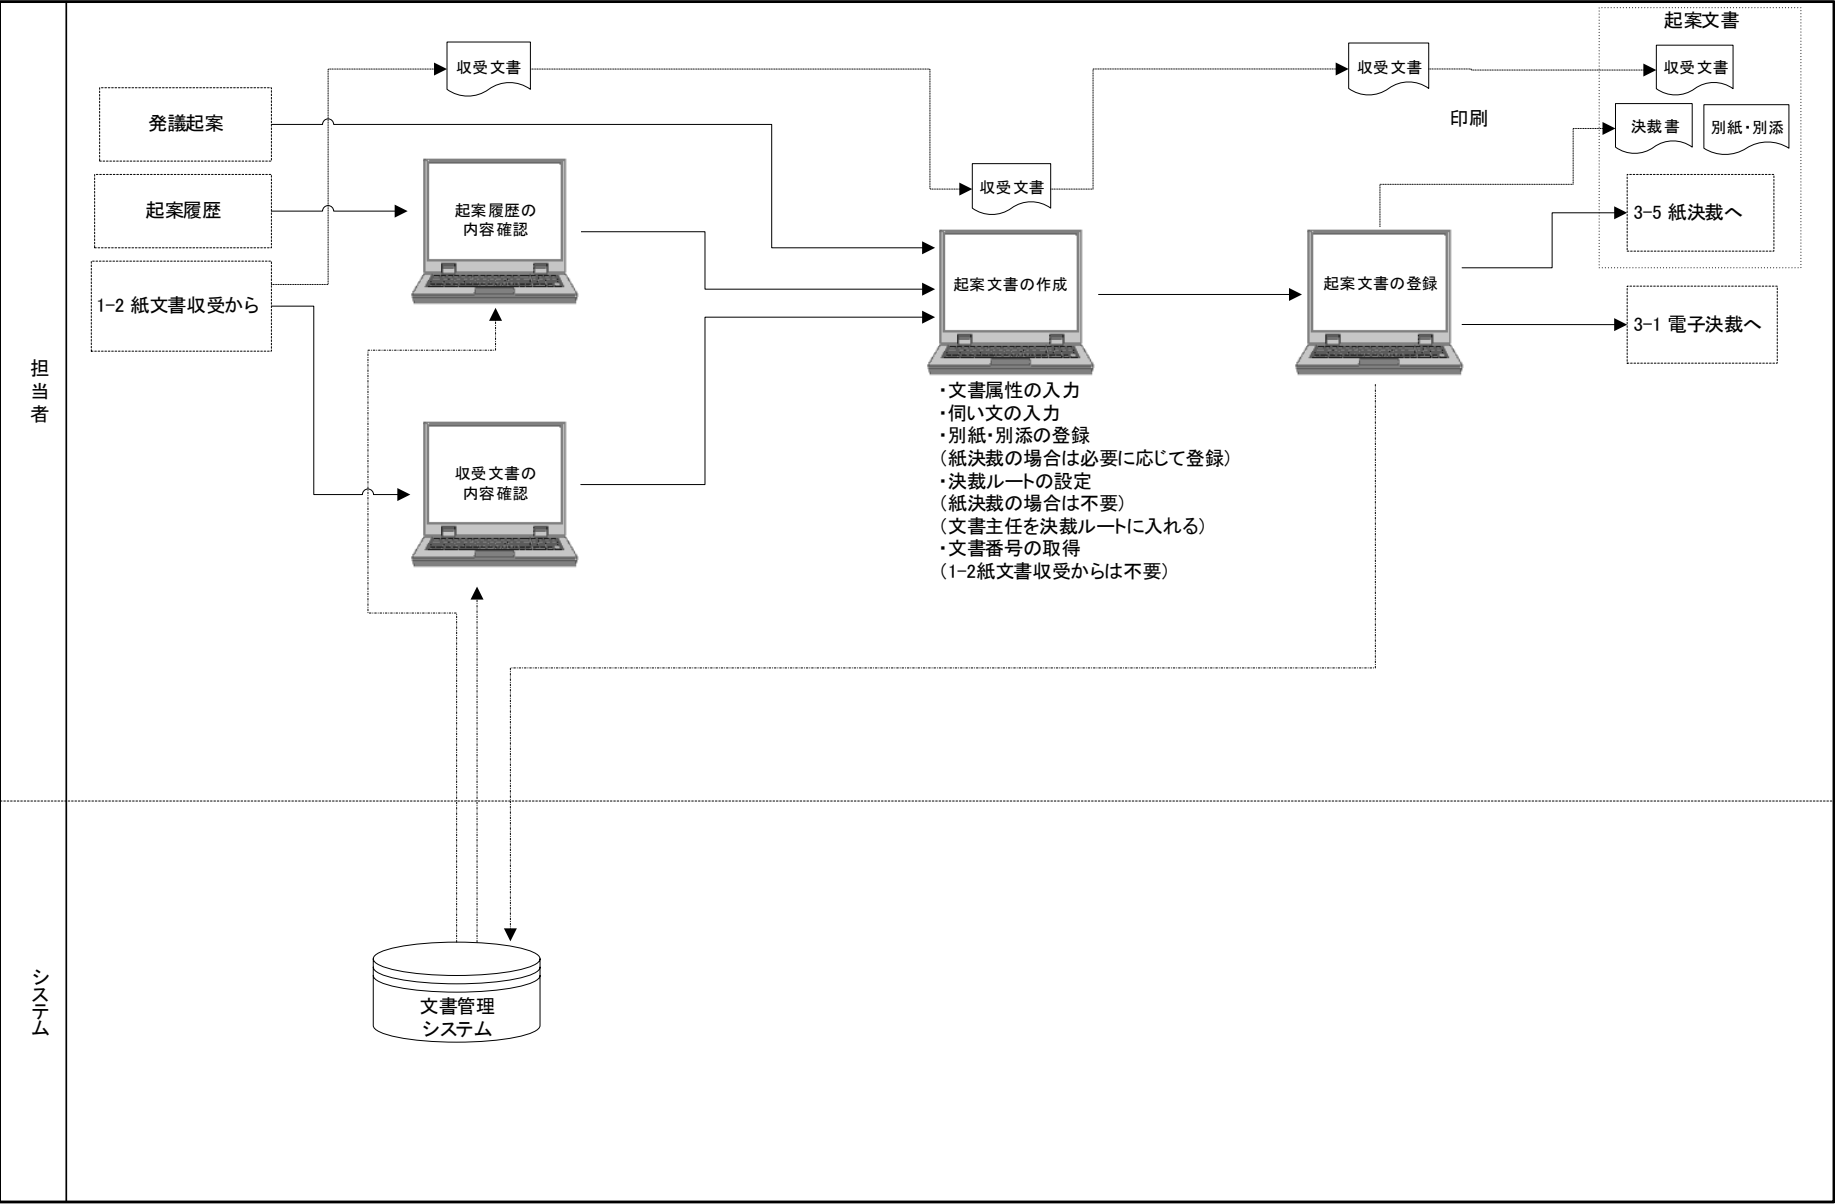 起案文書
収受文書
収受文書
収受文書
発議起案
印刷
決裁書
別紙・別添
収受文書
起案履歴
起案履歴の
内容確認
3-5 紙決裁へ
1-2 紙文書収受から
起案文書の作成
起案文書の登録
3-1 電子決裁へ
担当者
・文書属性の入力
・伺い文の入力
・別紙・別添の登録
(紙決裁の場合は必要に応じて登録)
・決裁ルートの設定
(紙決裁の場合は不要)
(文書主任を決裁ルートに入れる)
・文書番号の取得
(1-2紙文書収受からは不要)
収受文書の
内容確認
システム
文書管理
システム